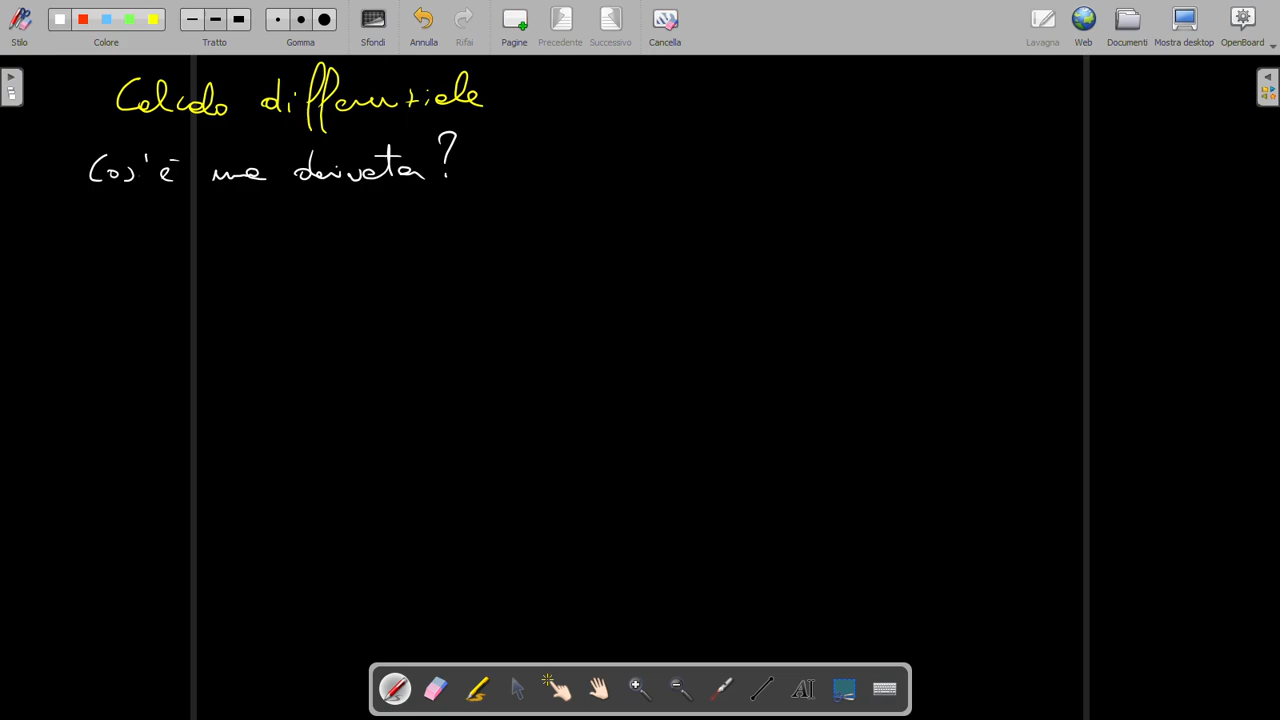 Stilo Colore Tratto Gomma Sfondi Annulla Rifai Pagine Precedente Successivo Cancella Lavagna Web Documenti Mostra desktop OpenBoard
Calcolo differenziale
Cos'è una derivata?